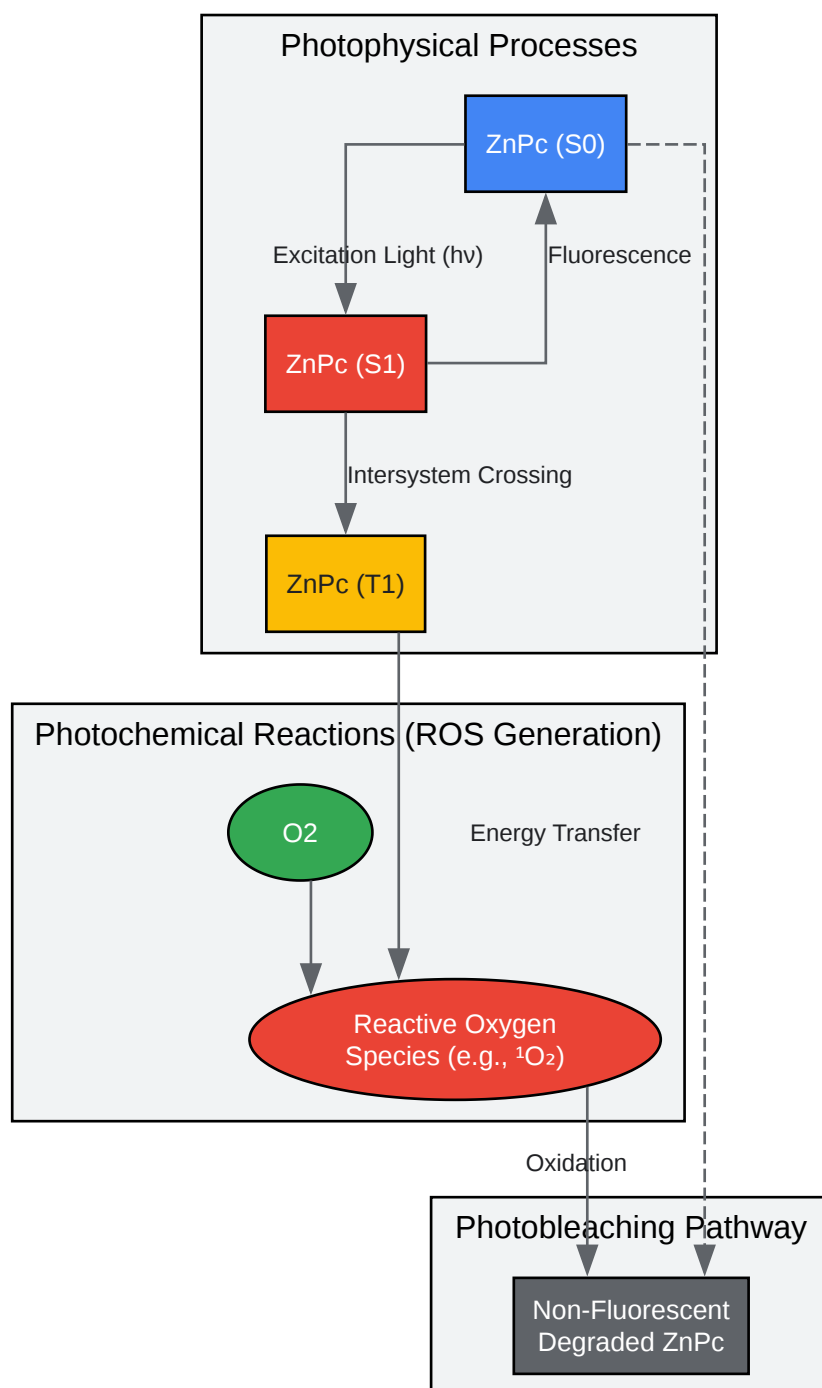 Photophysical Processes
ZnPc (S0)
Excitation Light (hν)
Fluorescence
ZnPc (S1)
Intersystem Crossing
ZnPc (T1)
Photochemical Reactions (ROS Generation)
O2
Energy Transfer
Reactive Oxygen
Species (e.g., ¹O₂)
Oxidation
Photobleaching Pathway
Non-Fluorescent
Degraded ZnPc